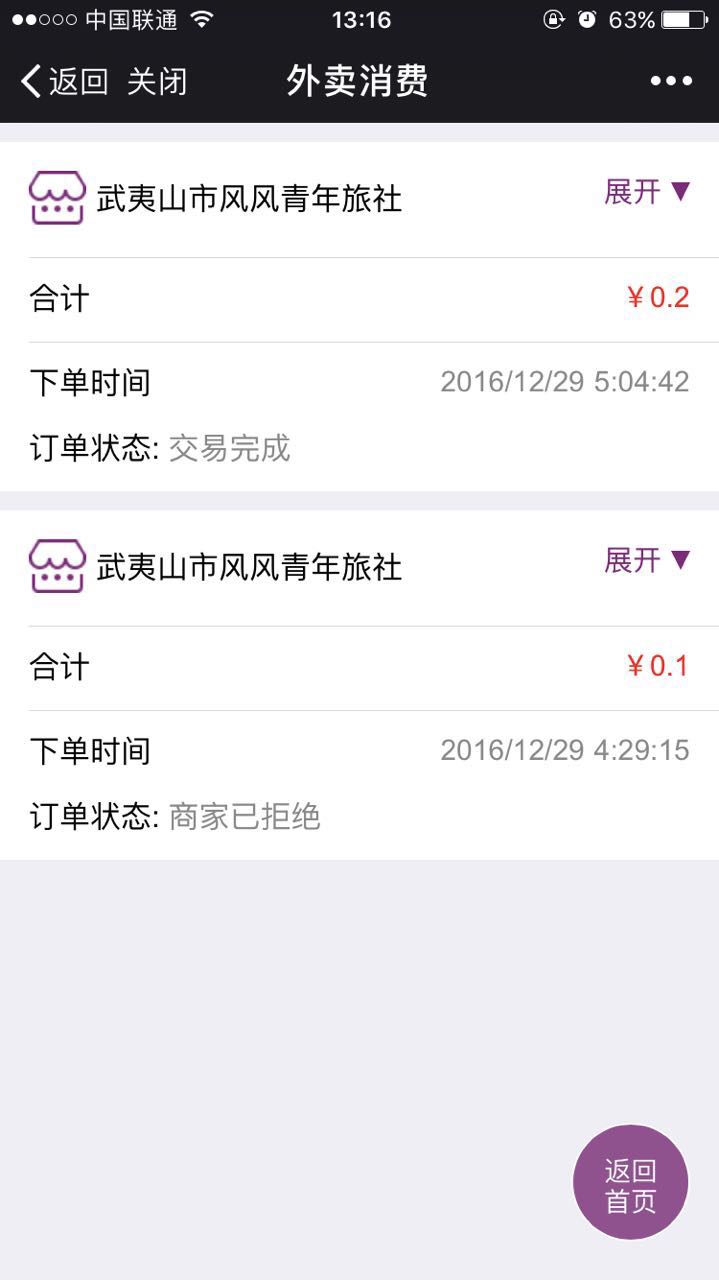 中国联通 13:16 63%
返回 关闭 外卖消费
武夷山市风风青年旅社 展开▼
合计 ￥0.2
下单时间 2016/12/29 5:04:42
订单状态: 交易完成
武夷山市风风青年旅社 展开▼
合计 ￥0.1
下单时间 2016/12/29 4:29:15
订单状态: 商家已拒绝
返回
首页